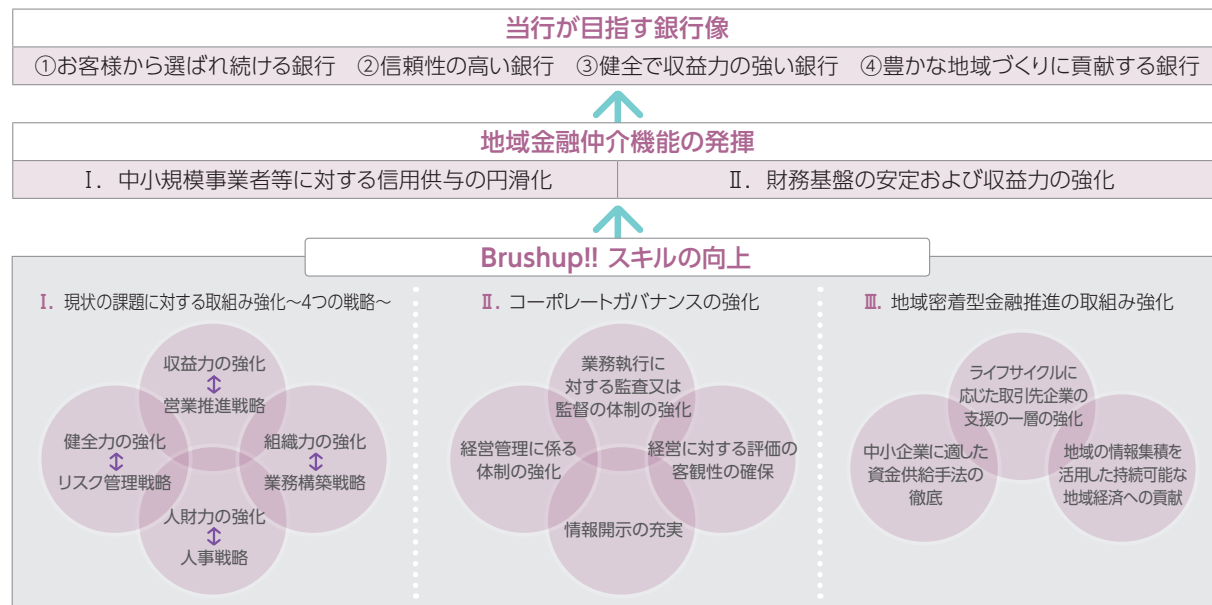 当行が目指す銀行像
①お客様から選ばれ続ける銀行　②信頼性の高い銀行　③健全で収益力の強い銀行　④豊かな地域づくりに貢献する銀行
地域金融仲介機能の発揮
Ⅰ．中小規模事業者等に対する信用供与の円滑化
Ⅱ．財務基盤の安定および収益力の強化
Brushup!! スキルの向上
Ⅰ．現状の課題に対する取組み強化～4つの戦略～
収益力の強化
営業推進戦略
健全力の強化
リスク管理戦略
組織力の強化
業務構築戦略
人財力の強化
人事戦略
Ⅱ．コーポレートガバナンスの強化
業務執行に
対する監査又は
監督の体制の強化
経営管理に係る
体制の強化
経営に対する評価の
客観性の確保
情報開示の充実
Ⅲ．地域密着型金融推進の取組み強化
ライフサイクルに
応じた取引先企業の
支援の一層の強化
中小企業に適した
資金供給手法の
徹底
地域の情報集積を
活用した持続可能な
地域経済への貢献